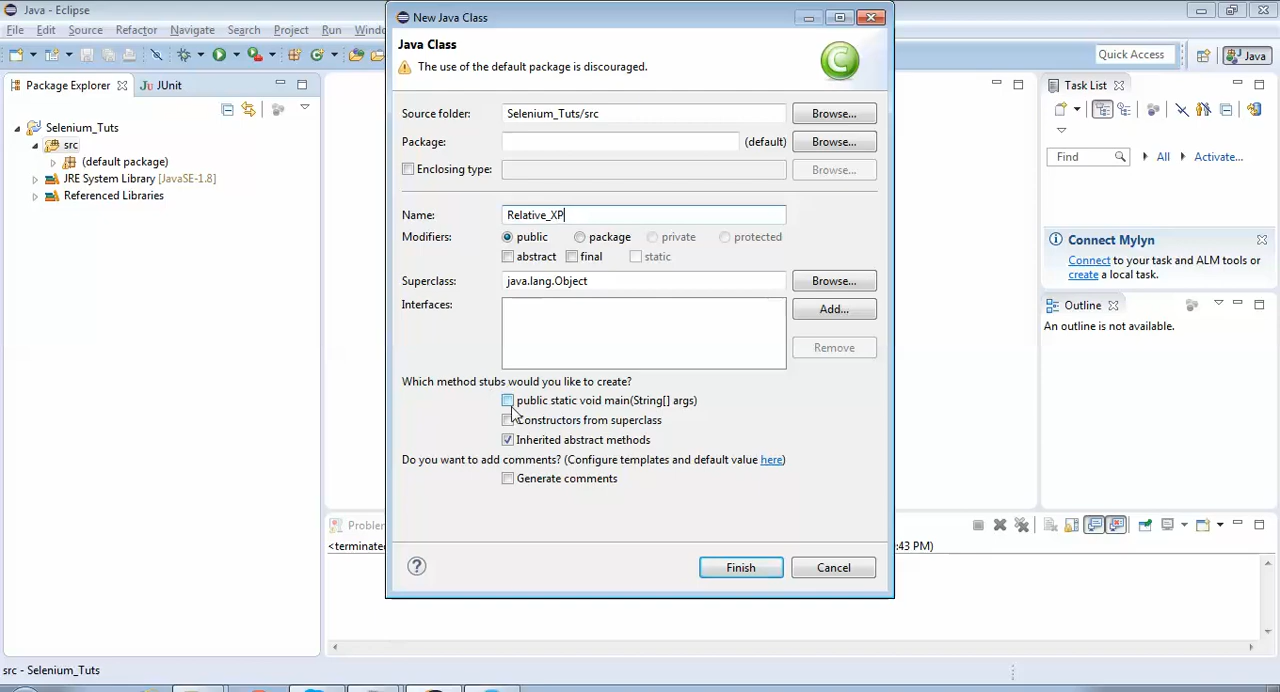 Java - Eclipse
File Edit Source Refactor Navigate Search Project Run Windo
Quick Access
Java
Package Explorer
JUnit
Selenium_Tuts
src
(default package)
JRE System Library [JavaSE-1.8]
Referenced Libraries
New Java Class
Java Class
The use of the default package is discouraged.
Source folder: Selenium_Tuts/src Browse...
Package: (default) Browse...
Enclosing type: Browse...
Name: Relative_XP
Modifiers: public package private protected
abstract final static
Superclass: java.lang.Object Browse...
Interfaces: Add...
Remove
Which method stubs would you like to create?
public static void main(String[] args)
Constructors from superclass
Inherited abstract methods
Do you want to add comments? (Configure templates and default value here)
Generate comments
Finish Cancel
Task List
Find All Activate...
Connect Mylyn
Connect to your task and ALM tools or
create a local task.
Outline
An outline is not available.
Probler
<terminate :43 PM)
src - Selenium_Tuts